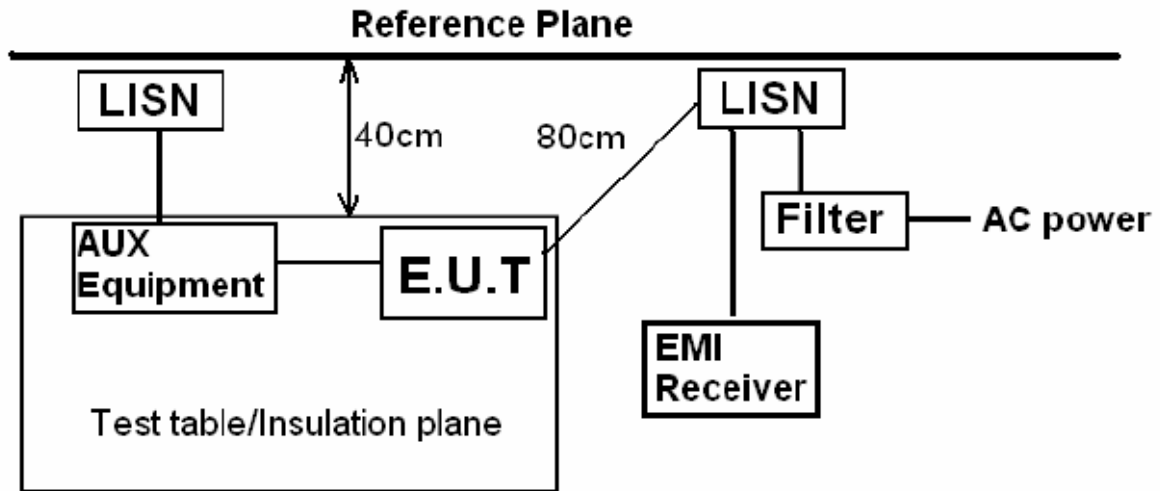 Reference Plane
LISN
40cm
80cm
LISN
AUX
Equipment
E.U.T
Filter
AC power
EMI
Receiver
Test table/Insulation plane